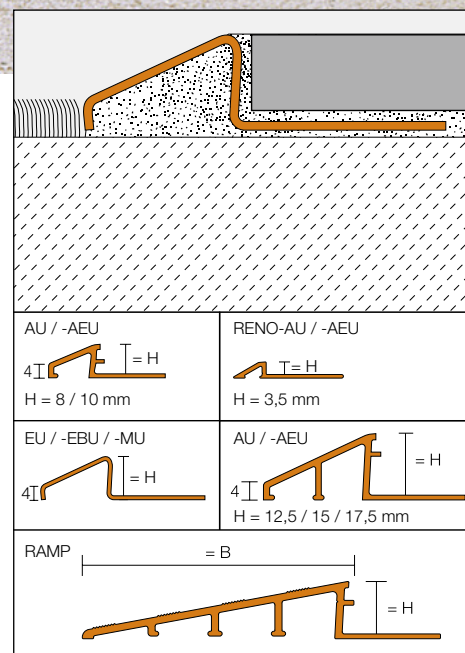 AU / -AEU
4
= H
H = 8 / 10 mm
RENO-AU / -AEU
= H
H = 3,5 mm
EU / -EBU / -MU
4
= H
AU / -AEU
4
= H
H = 12,5 / 15 / 17,5 mm
RAMP
= B
= H